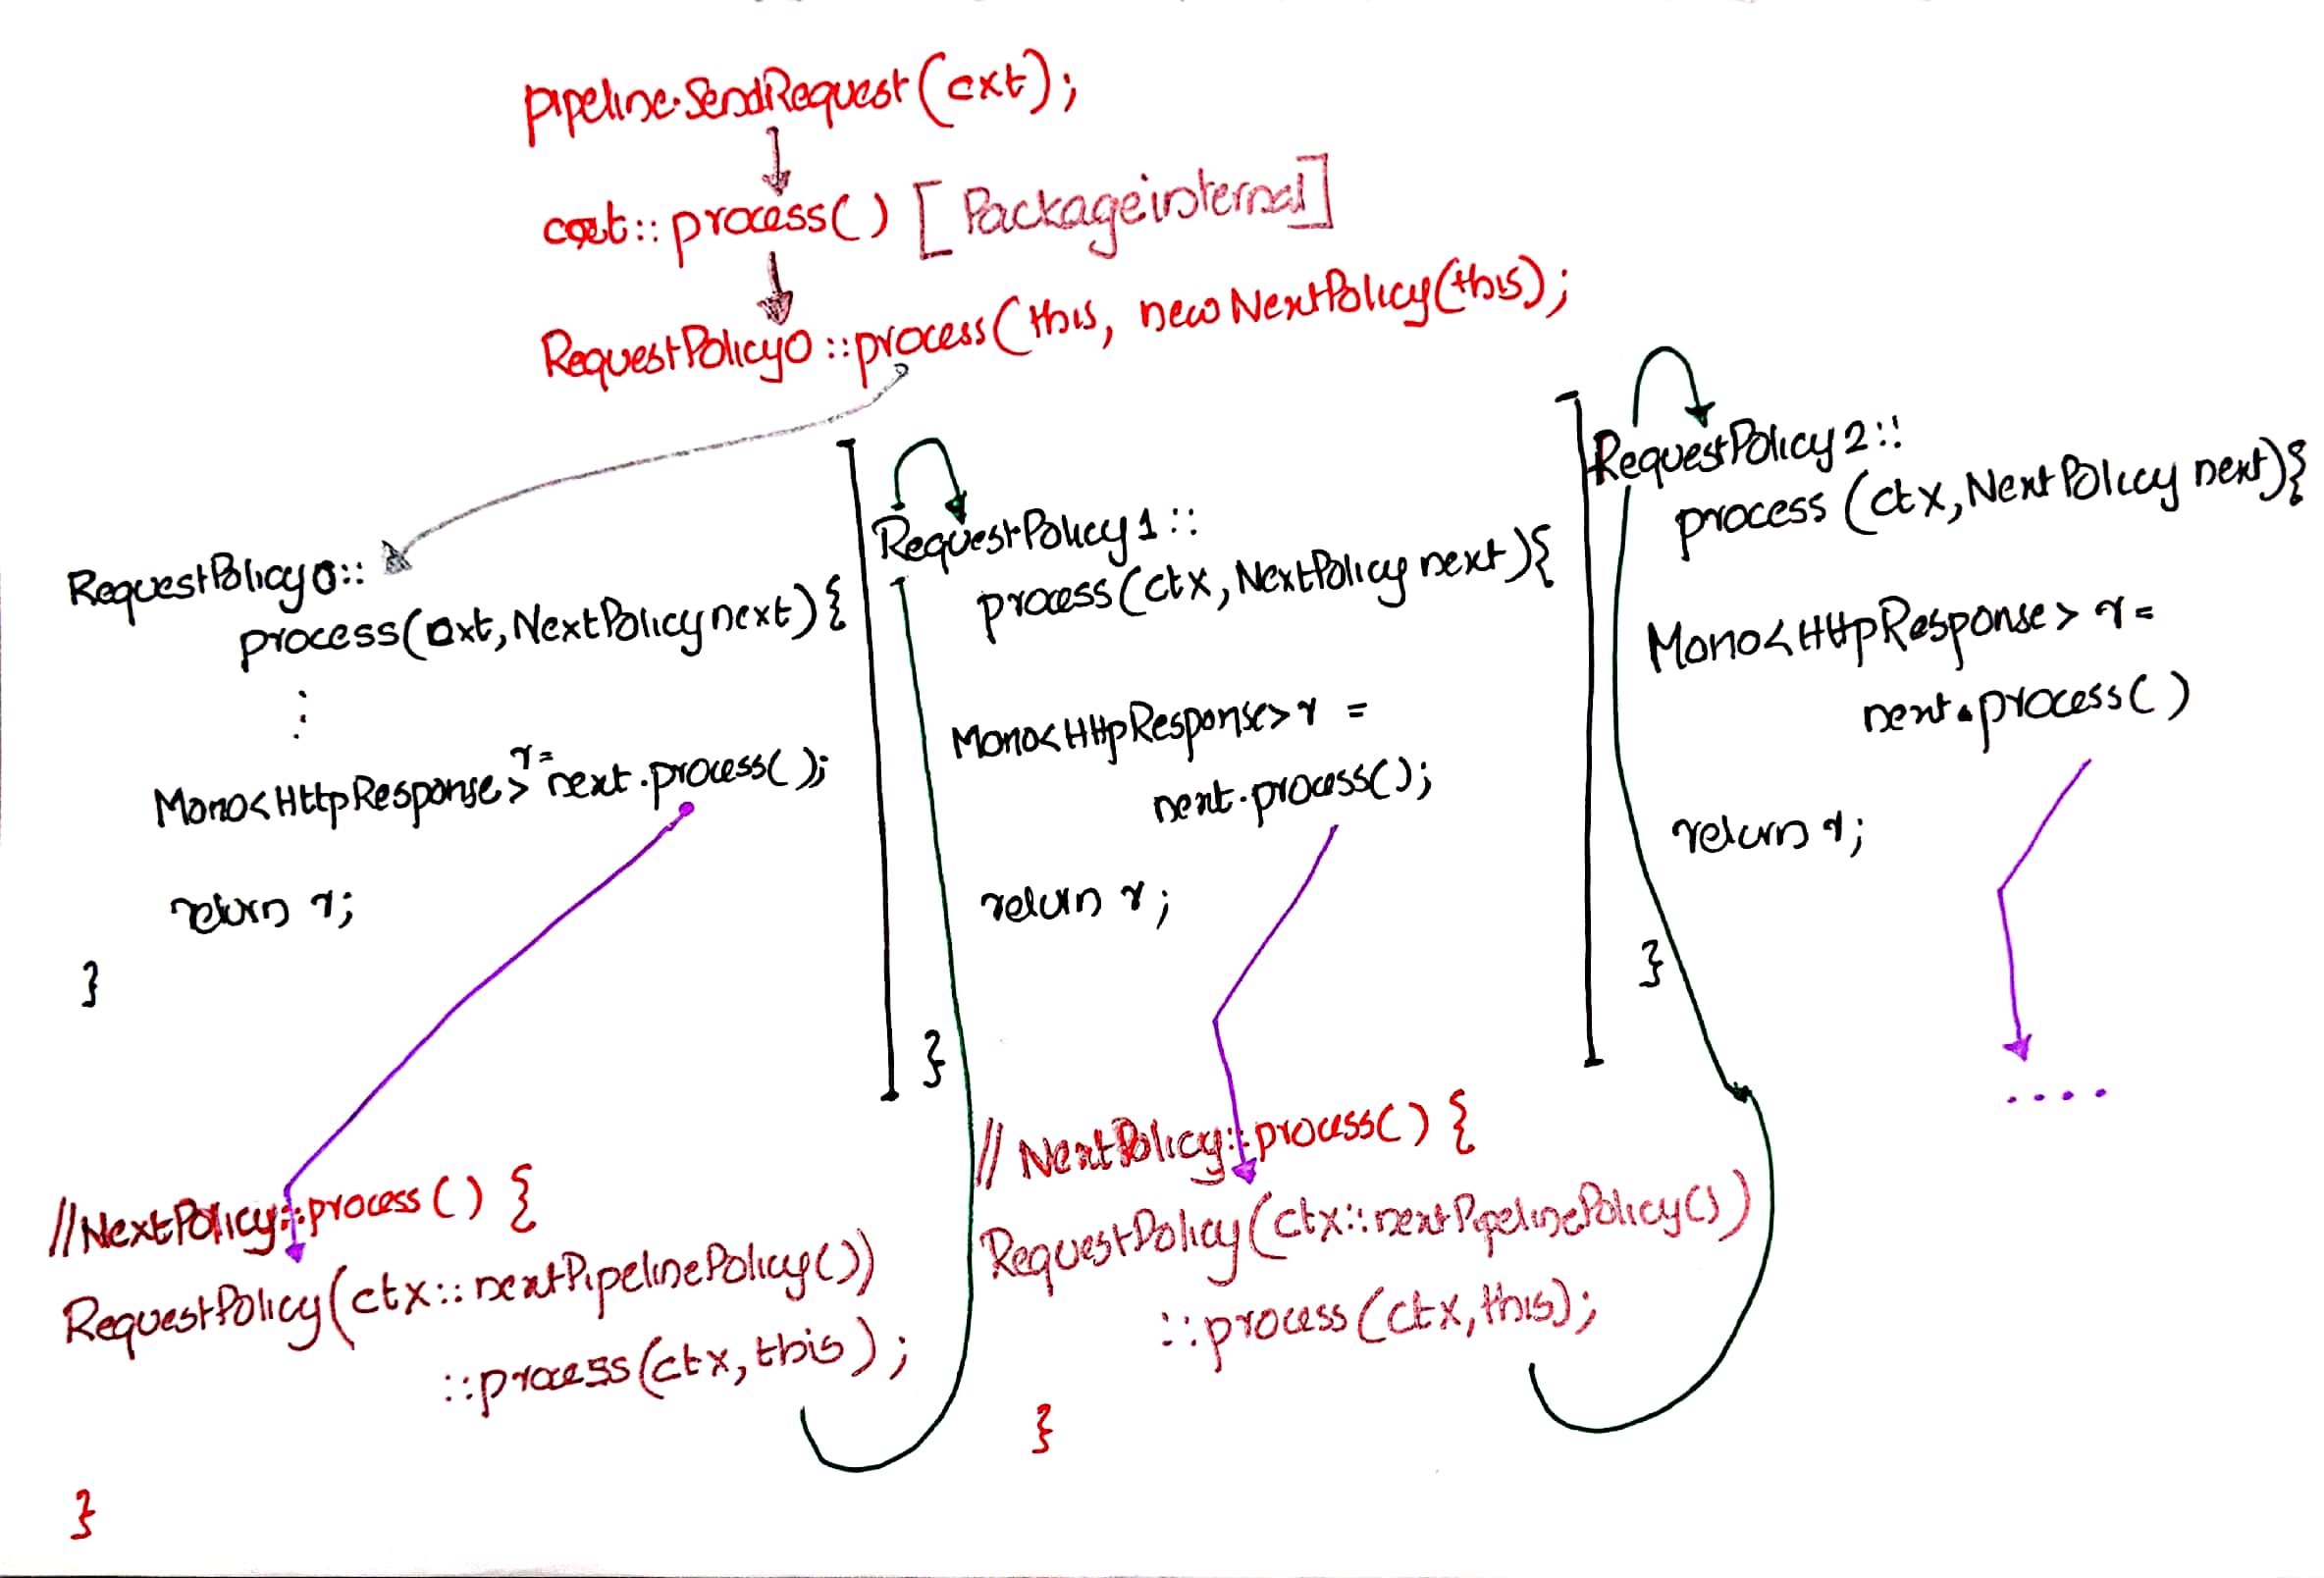 pipeline.SendRequest(cxt);
cxt::process() [Packageinternal]
RequestPolicy0::process(this, new NextPolicy(this);
RequestPolicy0::
process(cxt, NextPolicy next) {
:
Mono<HttpResponse> r= next.process();
return r;
}
//NextPolicy::process() {
RequestPolicy(ctx::nextPipelinePolicy())
::process(ctx, this);
}
RequestPolicy1::
process(ctx, NextPolicy next) {
Mono<HttpResponse> r =
next.process();
return r;
}
// NextPolicy::process() {
RequestPolicy(ctx::nextPipelinePolicy())
::process(ctx, this);
}
RequestPolicy2::
process (ctx, NextPolicy next) {
Mono<HttpResponse> r =
next.process()
return r;
}
....